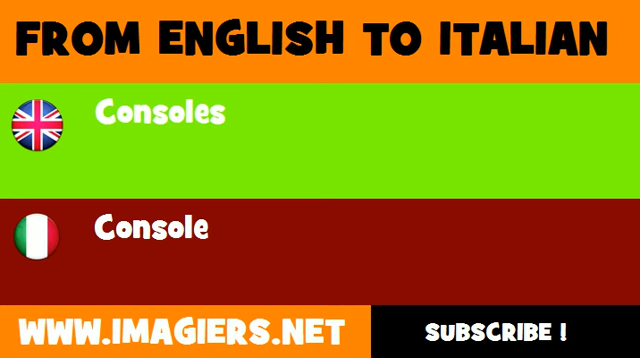 FROM ENGLISH TO ITALIAN
Consoles
Console
WWW.IMAGIERS.NET
SUBSCRIBE !